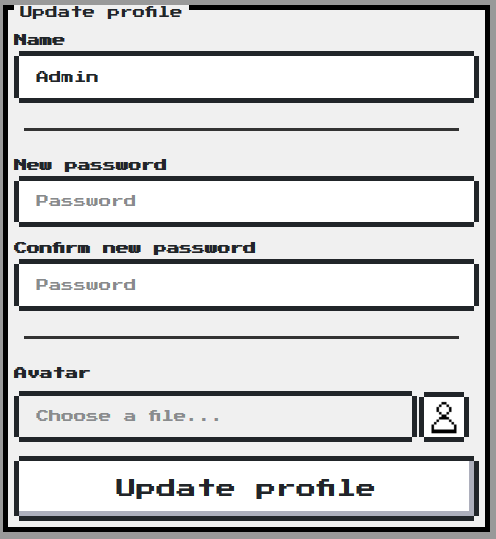 Update profile
Name
Admin
New password
Password
Confirm new password
Password
Avatar
Choose a file...
Update profile